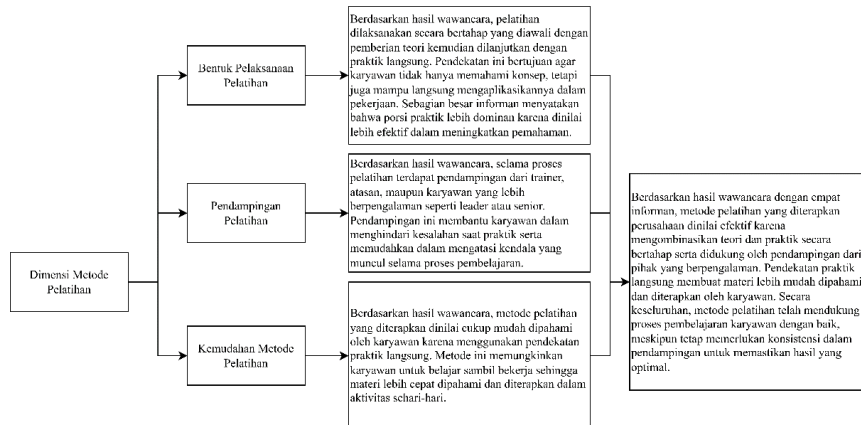 Dimensi Metode
Pelatihan
Bentuk Pelaksanaan
Pelatihan
Berdasarkan hasil wawancara, pelatihan
dilaksanakan secara bertahap yang diawali dengan
pemberian teori kemudian dilanjutkan dengan
praktik langsung. Pendekatan ini bertujuan agar
karyawan tidak hanya memahami konsep, tetapi
juga mampu langsung mengaplikasikannya dalam
pekerjaan. Sebagian besar informan menyatakan
bahwa porsi praktik lebih dominan karena dinilai
lebih efektif dalam meningkatkan pemahaman.
Pendampingan
Pelatihan
Berdasarkan hasil wawancara, selama proses
pelatihan terdapat pendampingan dari trainer,
atasan, maupun karyawan yang lebih
berpengalaman seperti leader atau senior.
Pendampingan ini membantu karyawan dalam
menghindari kesalahan saat praktik serta
memudahkan dalam mengatasi kendala yang
muncul selama proses pembelajaran.
Kemudahan Metode
Pelatihan
Berdasarkan hasil wawancara, metode pelatihan
yang diterapkan dinilai cukup mudah dipahami
oleh karyawan karena menggunakan pendekatan
praktik langsung. Metode ini memungkinkan
karyawan untuk belajar sambil bekerja sehingga
materi lebih cepat dipahami dan diterapkan dalam
aktivitas sehari-hari.
Berdasarkan hasil wawancara dengan empat
informan, metode pelatihan yang diterapkan
perusahaan dinilai efektif karena
mengombinasikan teori dan praktik secara
bertahap serta didukung oleh pendampingan dari
pihak yang berpengalaman. Pendekatan praktik
langsung membuat materi lebih mudah dipahami
dan diterapkan oleh karyawan. Secara
keseluruhan, metode pelatihan telah mendukung
proses pembelajaran karyawan dengan baik,
meskipun tetap memerlukan konsistensi dalam
pendampingan untuk memastikan hasil yang
optimal.